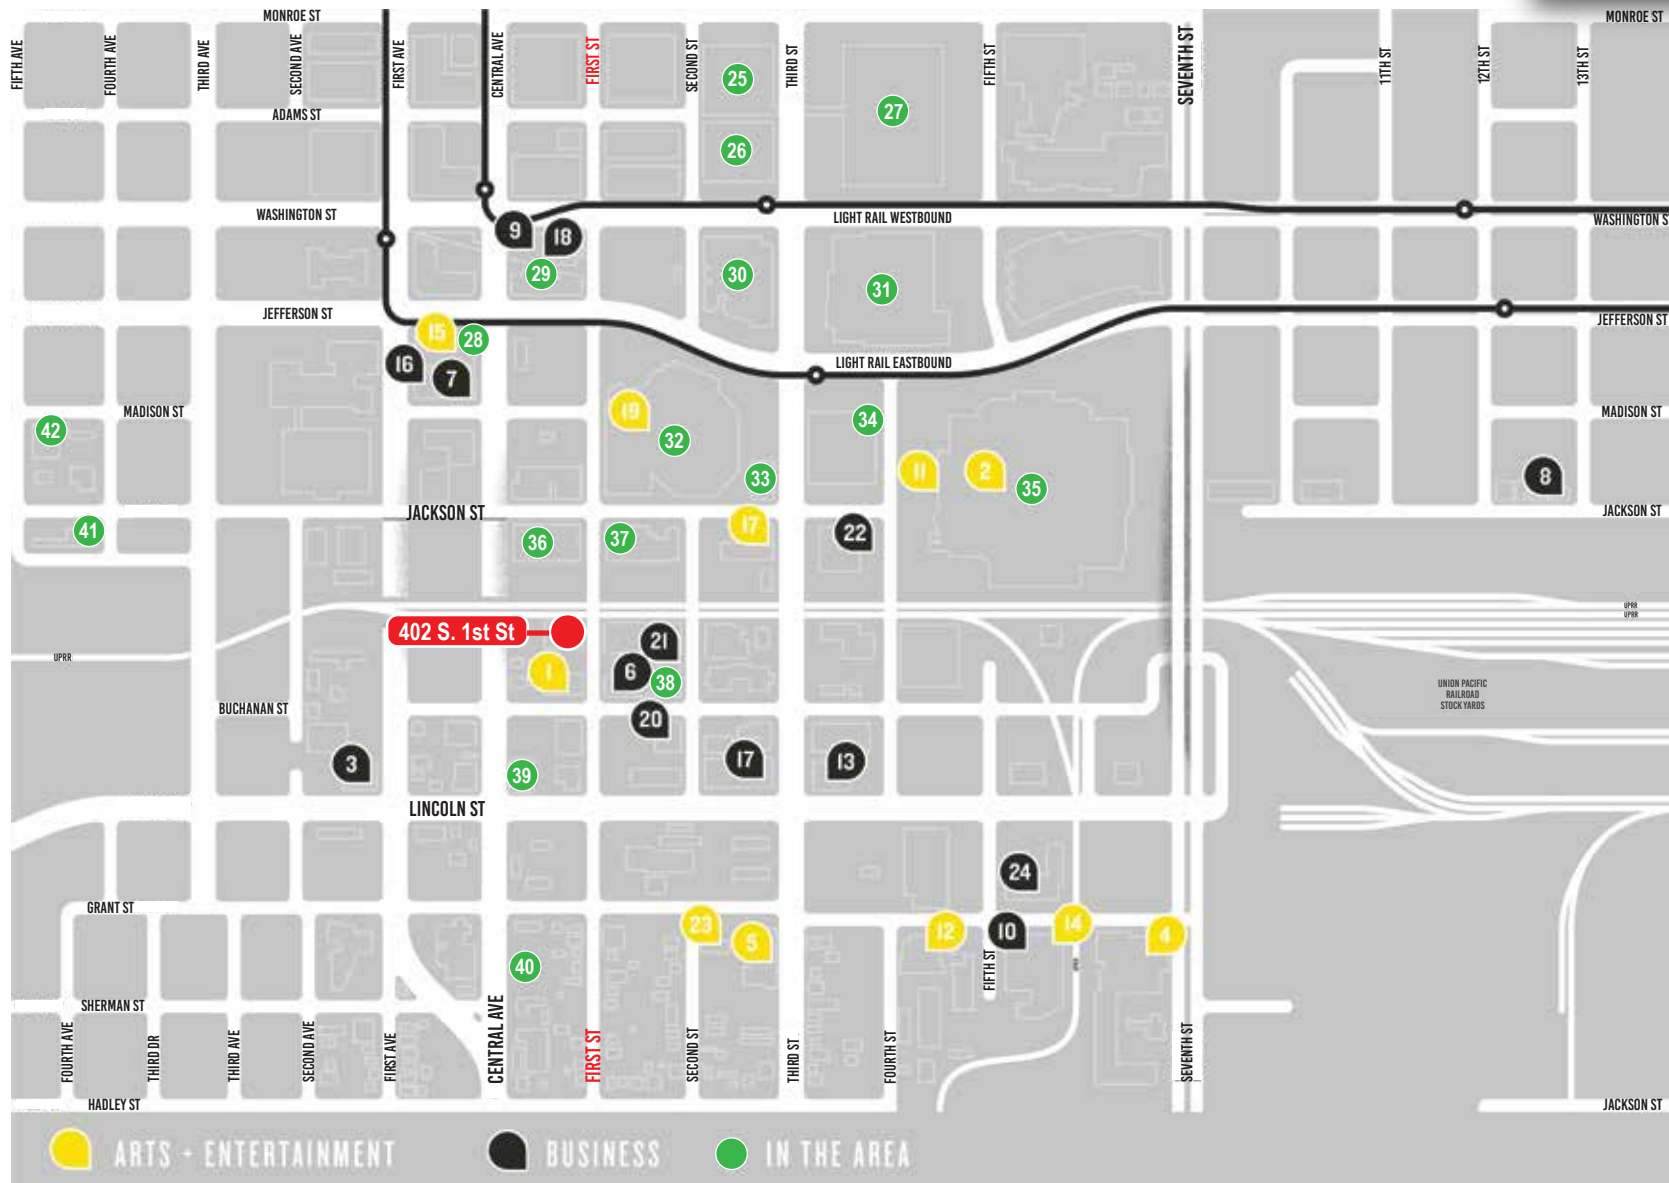 MONROE ST
MONROE ST
FIFTH AVE
FOURTH AVE
THIRD AVE
SECOND AVE
FIRST AVE
CENTRAL AVE
FIRST ST
SECOND ST
THIRD ST
FIFTH ST
SEVENTH ST
11TH ST
12TH ST
13TH ST
25
27
ADAMS ST
26
WASHINGTON ST
LIGHT RAIL WESTBOUND
WASHINGTON S
9
18
29
30
31
JEFFERSON ST
JEFFERSON ST
15
28
16
7
LIGHT RAIL EASTBOUND
MADISON ST
MADISON ST
42
19
32
34
33
11
2
35
8
JACKSON ST
JACKSON ST
41
36
37
17
22
UPRR
UPRR
402 S. 1st St
21
UPRR
1
6
38
UNION PACIFIC
RAILROAD
STOCK YARDS
BUCHANAN ST
20
3
39
17
13
LINCOLN ST
24
GRANT ST
23
5
12
10
14
4
40
FIFTH ST
SHERMAN ST
FOURTH AVE
THIRD DR
THIRD AVE
SECOND AVE
FIRST AVE
CENTRAL AVE
FIRST ST
SECOND ST
THIRD ST
FOURTH ST
SEVENTH ST
HADLEY ST
JACKSON ST
ARTS + ENTERTAINMENT
BUSINESS
IN THE AREA